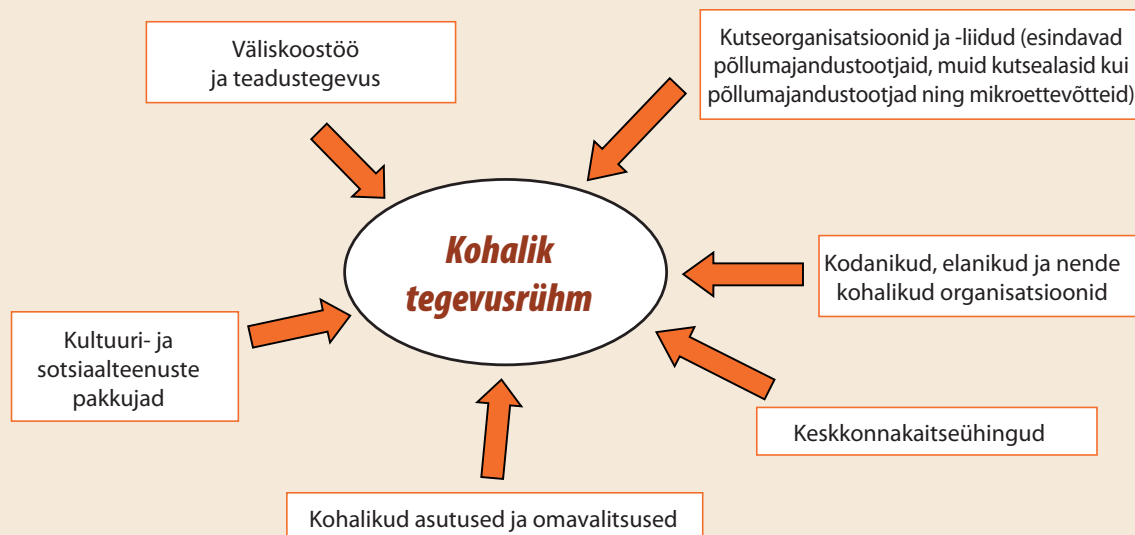 Väliskoostöö
ja teadustegevus
Kutseorganisatsioonid ja -liidud (esindavad
põllumajandustootjaid, muid kutsealasid kui
põllumajandustootjad ning mikroettevõtteid)
Kohalik
tegevusrühm
Kodanikud, elanikud ja nende
kohalikud organisatsioonid
Kultuuri- ja
sotsiaalteenuste
pakkujad
Keskkonnakaitseühingud
Kohalikud asutused ja omavalitsused